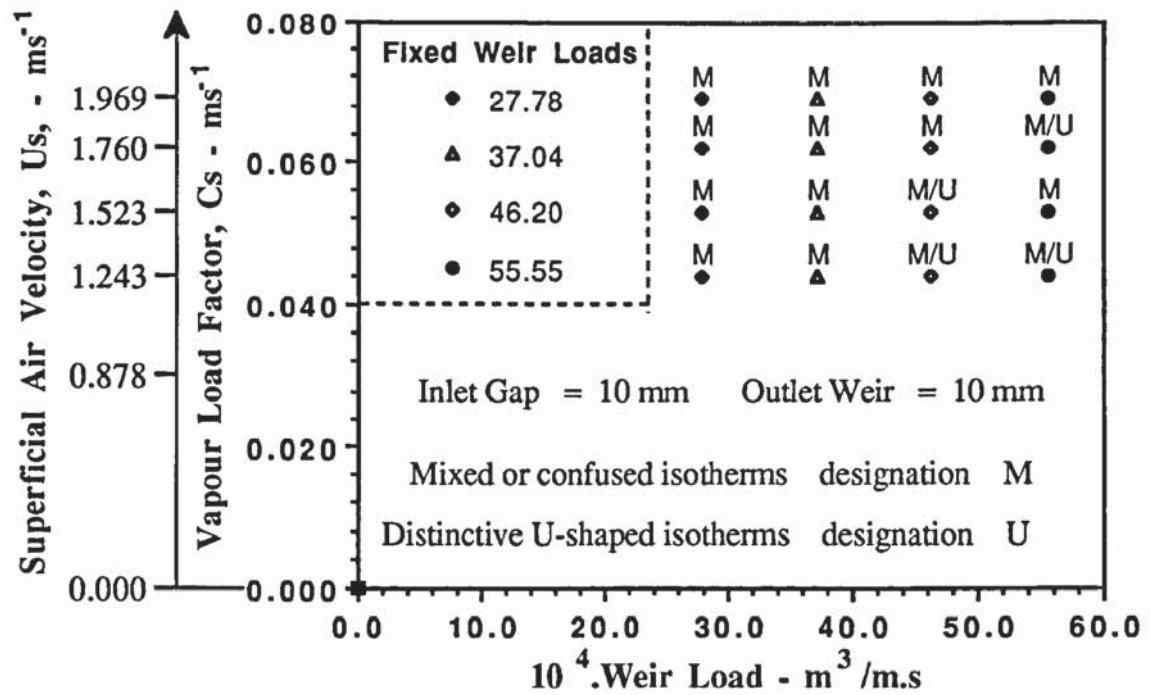 Superficial Air Velocity, Us, - ms⁻¹
1.969
1.760
1.523
1.243
0.878
0.000
Vapour Load Factor, Cs - ms⁻¹
0.080
0.060
0.040
0.020
0.000
Fixed Weir Loads
27.78
37.04
46.20
55.55
M M M M
M M M M/U
M M M/U M
M M M/U M/U
Inlet Gap = 10 mm Outlet Weir = 10 mm
Mixed or confused isotherms designation M
Distinctive U-shaped isotherms designation U
0.0 10.0 20.0 30.0 40.0 50.0 60.0
10⁴.Weir Load - m³/m.s